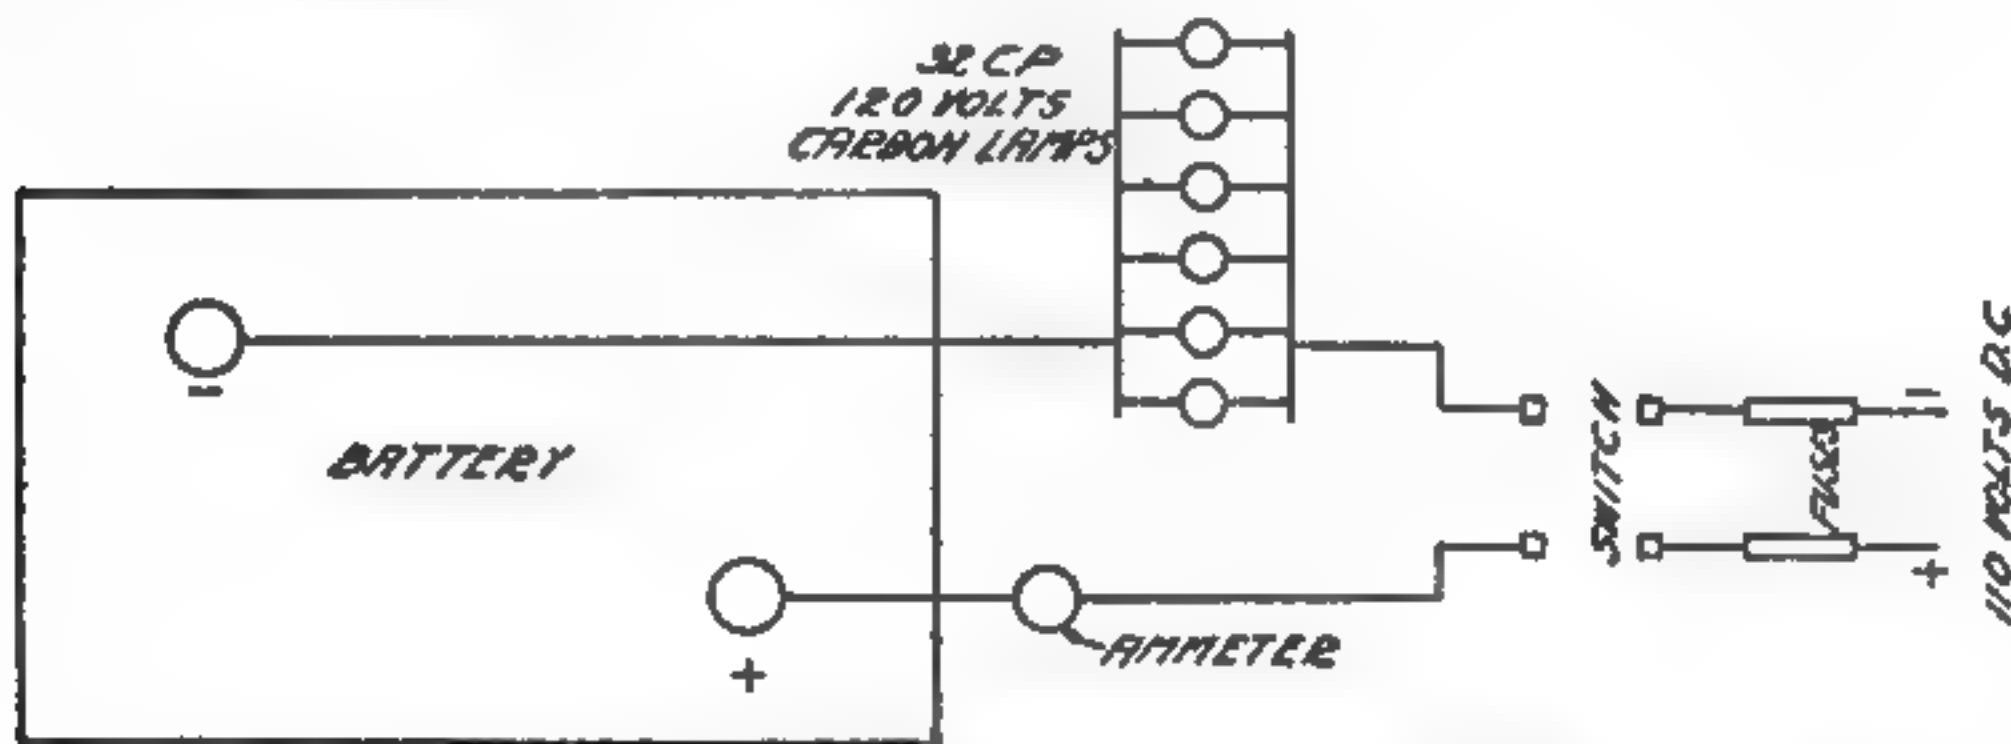 32 CP
120 VOLTS
CARBON LAMPS
-
BATTERY
+
AMMETER
SWITCH
FUSES
-
+
110 VOLTS D.C